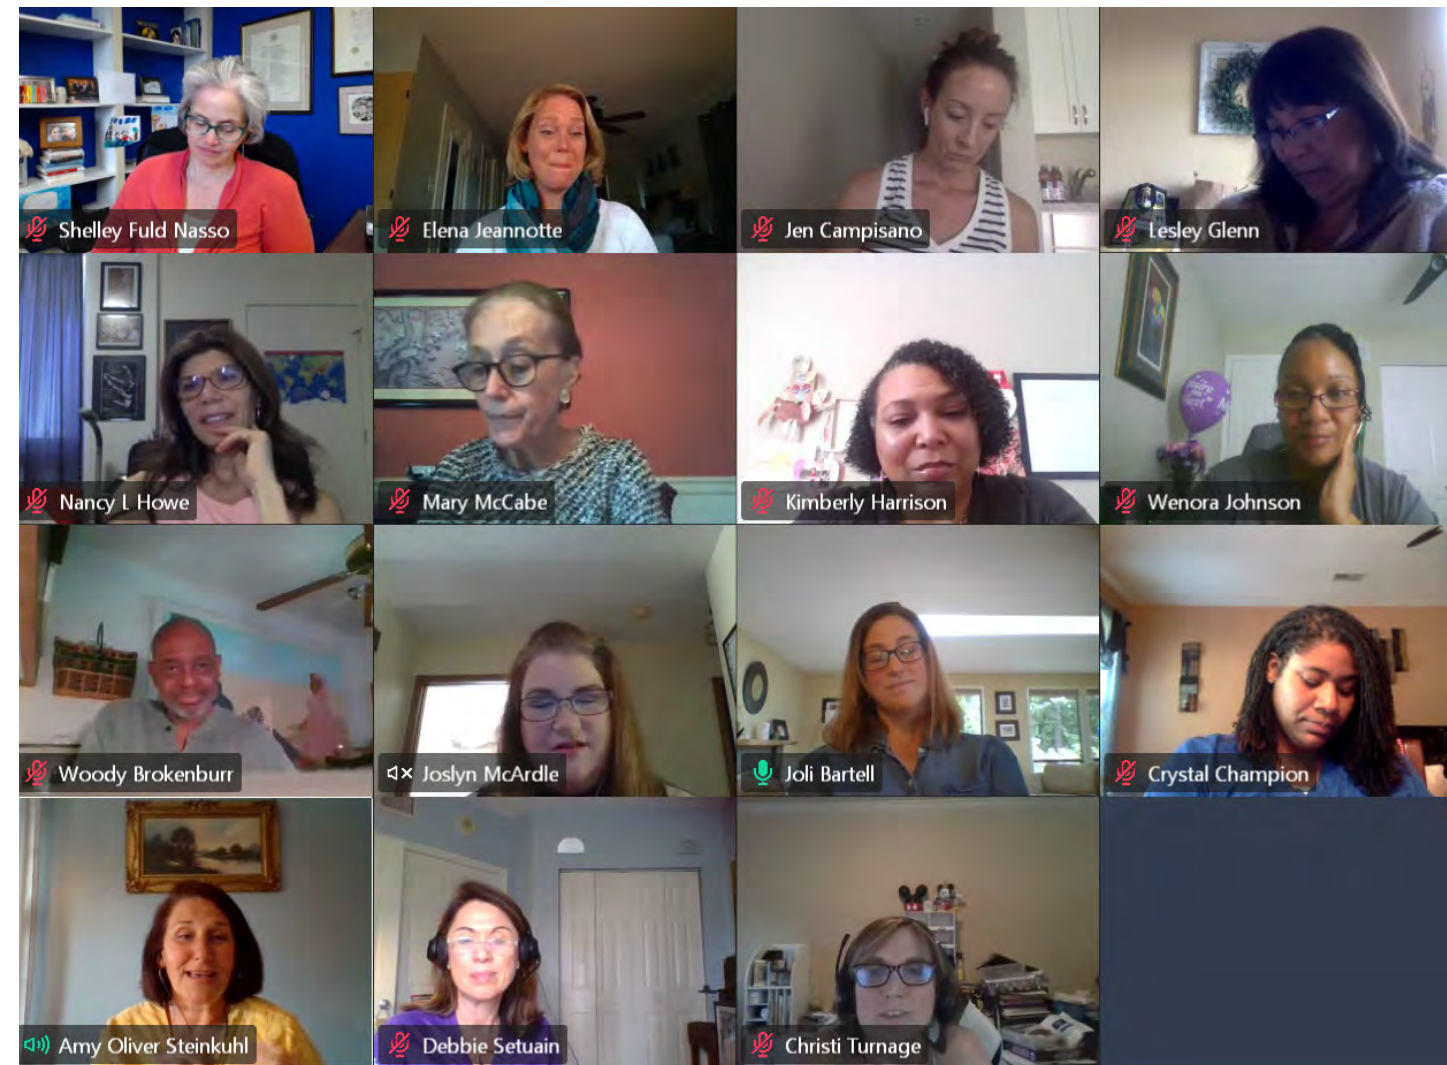 Shelley Fuld Nasso
Elena Jeannotte
Jen Campisano
Lesley Glenn
Nancy L Howe
Mary McCabe
Kimberly Harrison
Wenora Johnson
Woody Brokenburr
Joslyn McArdle
Joli Bartell
Crystal Champion
Amy Oliver Steinkuhl
Debbie Setuain
Christi Turnage